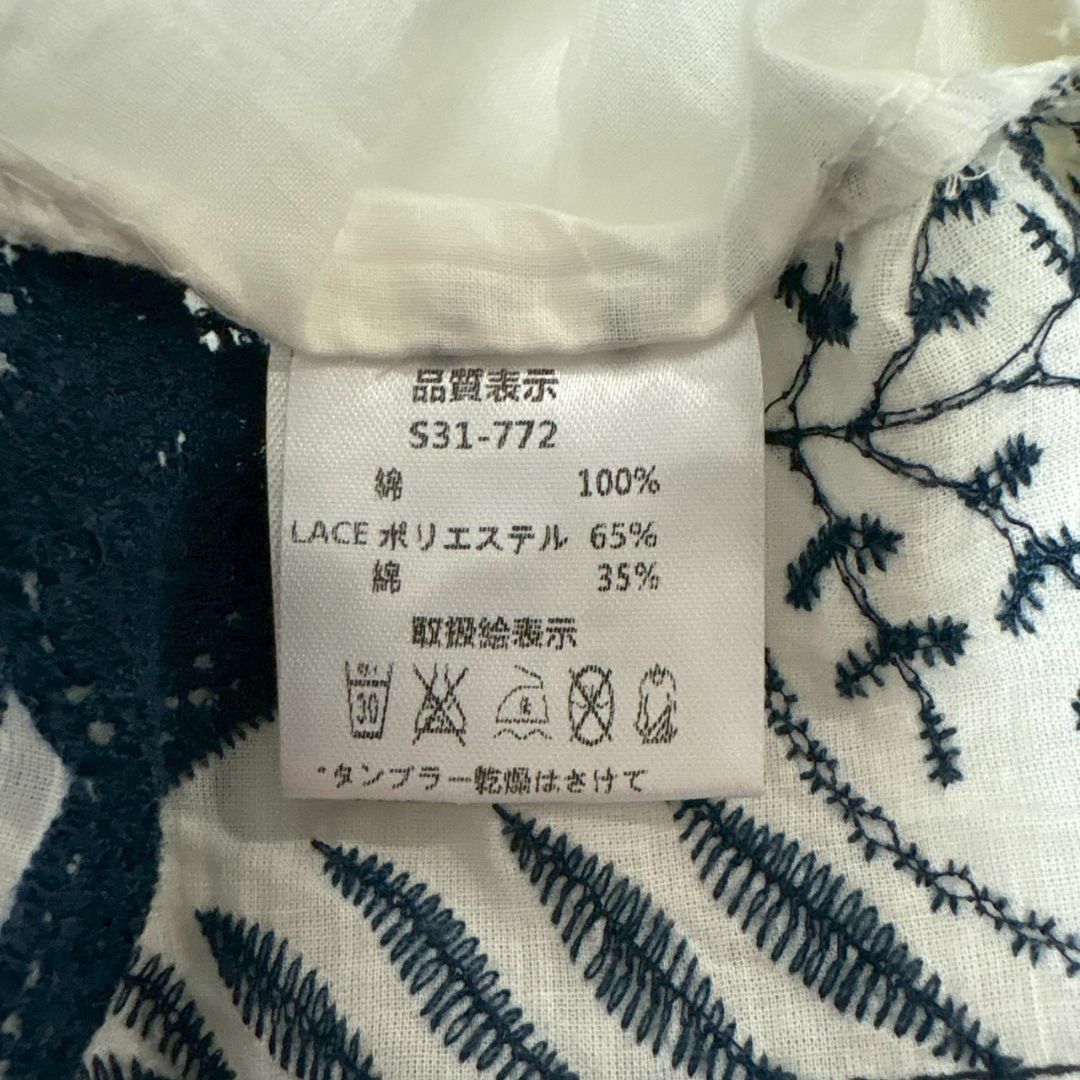 品質表示
S31-772
綿 100%
LACE ポリエステル 65%
綿 35%
取扱絵表示
30
*タンブラー乾燥はさけて